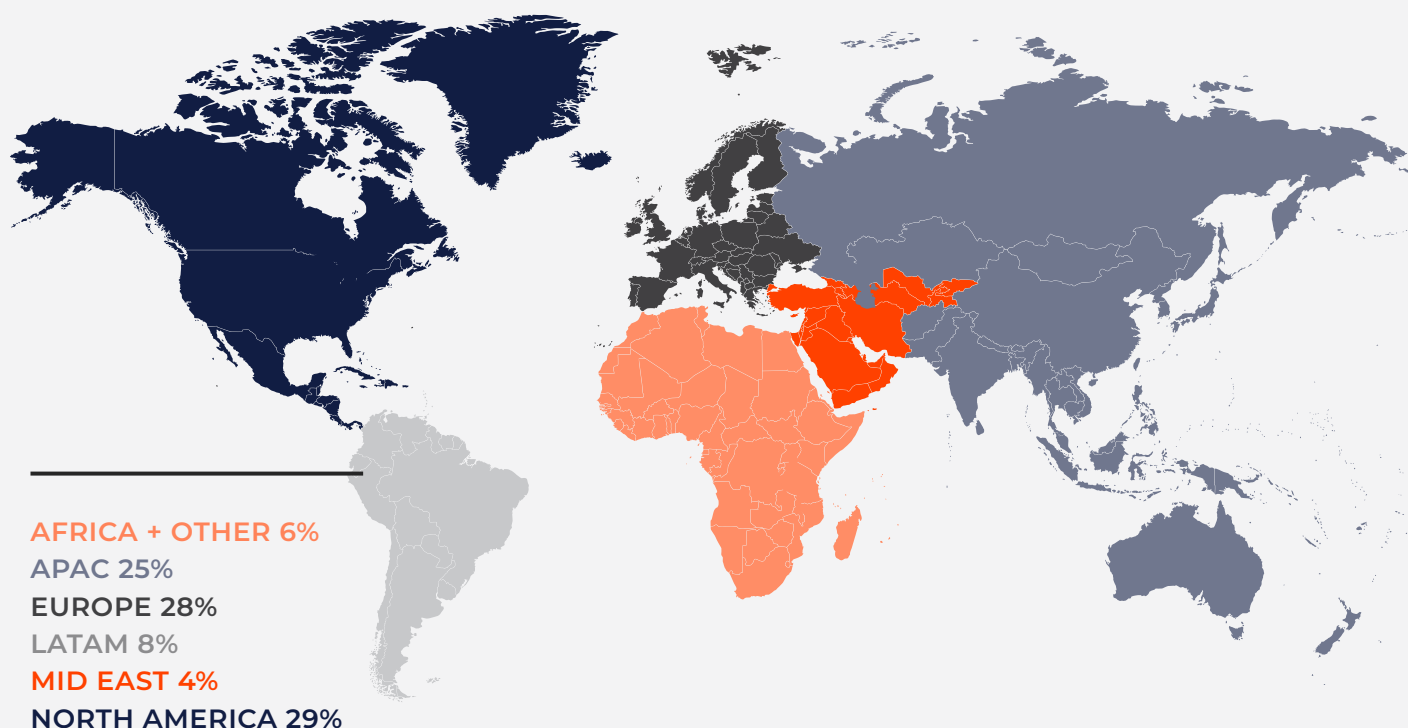 AFRICA + OTHER 6%
APAC 25%
EUROPE 28%
LATAM 8%
MID EAST 4%
NORTH AMERICA 29%